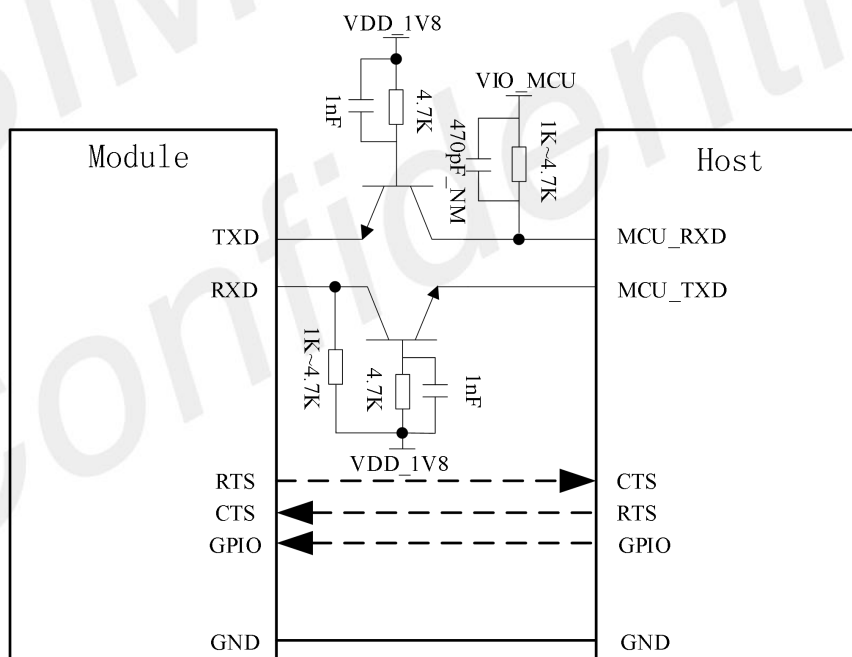 VDD_1V8
1nF
4.7K
VIO_MCU
470pF_NM
1K~4.7K
Module
Host
TXD
MCU_RXD
RXD
MCU_TXD
1K~4.7K
4.7K
1nF
VDD_1V8
RTS
CTS
CTS
RTS
GPIO
GPIO
GND
GND